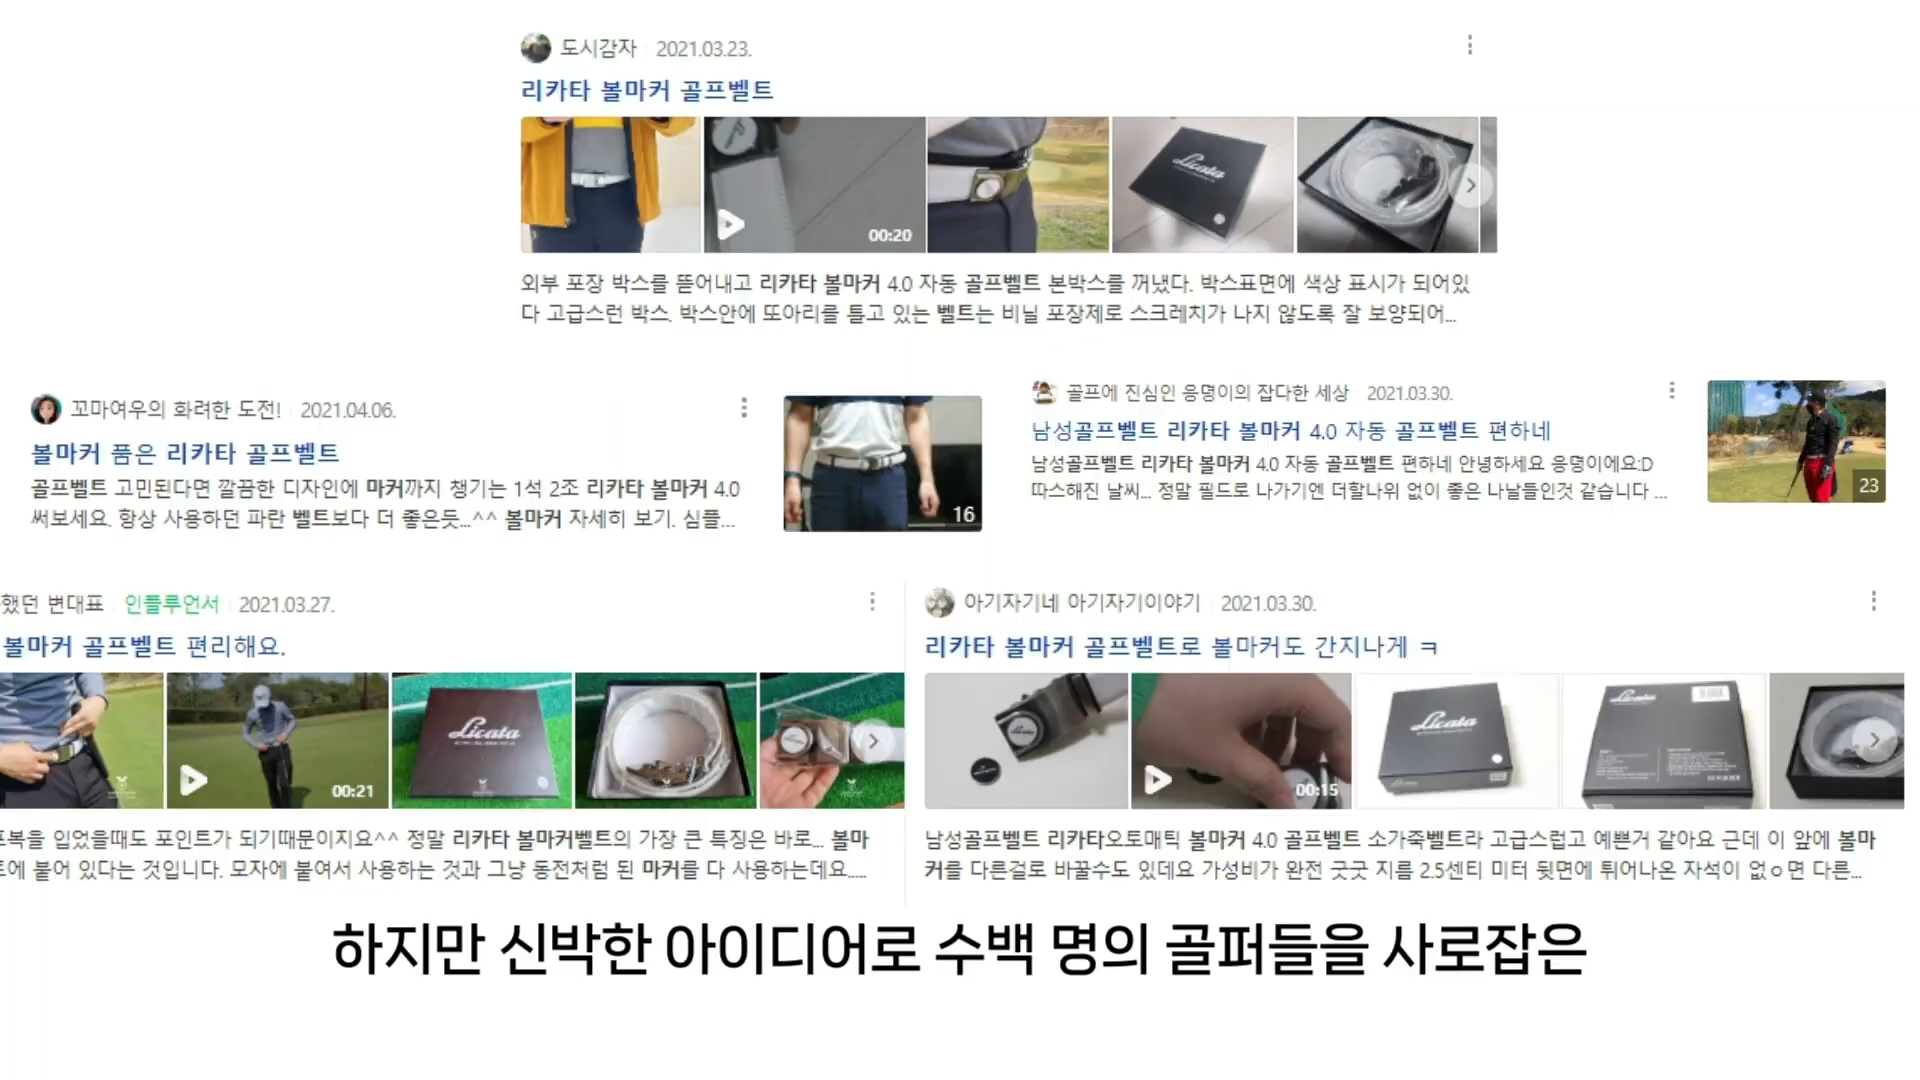 도시감자 2021.03.23.
리카타 볼마커 골프벨트
Licata
00:20
외부 포장 박스를 뜯어내고 리카타 볼마커 4.0 자동 골프벨트 본박스를 꺼냈다. 박스표면에 색상 표시가 되어있
다 고급스런 박스. 박스안에 또아리를 틀고 있는 벨트는 비닐 포장제로 스크레치가 나지 않도록 잘 보양되어...
꼬마여우의 화려한 도전! 2021.04.06.
볼마커 품은 리카타 골프벨트
골프벨트 고민된다면 깔끔한 디자인에 마커까지 챙기는 1석 2조 리카타 볼마커 4.0
써보세요. 항상 사용하던 파란 벨트보다 더 좋은듯...^^ 볼마커 자세히 보기. 심플...
16
골프에 진심인 응명이의 잡다한 세상 2021.03.30.
남성골프벨트 리카타 볼마커 4.0 자동 골프벨트 편하네
남성골프벨트 리카타 볼마커 4.0 자동 골프벨트 편하네 안녕하세요 응명이에요:D
따스해진 날씨... 정말 필드로 나가기엔 더할나위 없이 좋은 나날들인것 같습니다 ...
23
했던 변대표 인플루언서 2021.03.27.
볼마커 골프벨트 편리해요.
00:21
Licata
프복을 입었을때도 포인트가 되기때문이지요^^ 정말 리카타 볼마커벨트의 가장 큰 특징은 바로... 볼마
트에 붙어 있다는 것입니다. 모자에 붙여서 사용하는 것과 그냥 동전처럼 된 마커를 다 사용하는데요.....
아기자기네 아기자기이야기 2021.03.30.
리카타 볼마커 골프벨트로 볼마커도 간지나게 ㅋ
Licata
00:15
Licata
Licata
남성골프벨트 리카타오토매틱 볼마커 4.0 골프벨트 소가죽벨트라 고급스럽고 예쁜거 같아요 근데 이 앞에 볼마
커를 다른걸로 바꿀수도 있데요 가성비가 완전 굿굿 지름 2.5센티 미터 뒷면에 튀어나온 자석이 없ㅇ면 다른...
하지만 신박한 아이디어로 수백 명의 골퍼들을 사로잡은